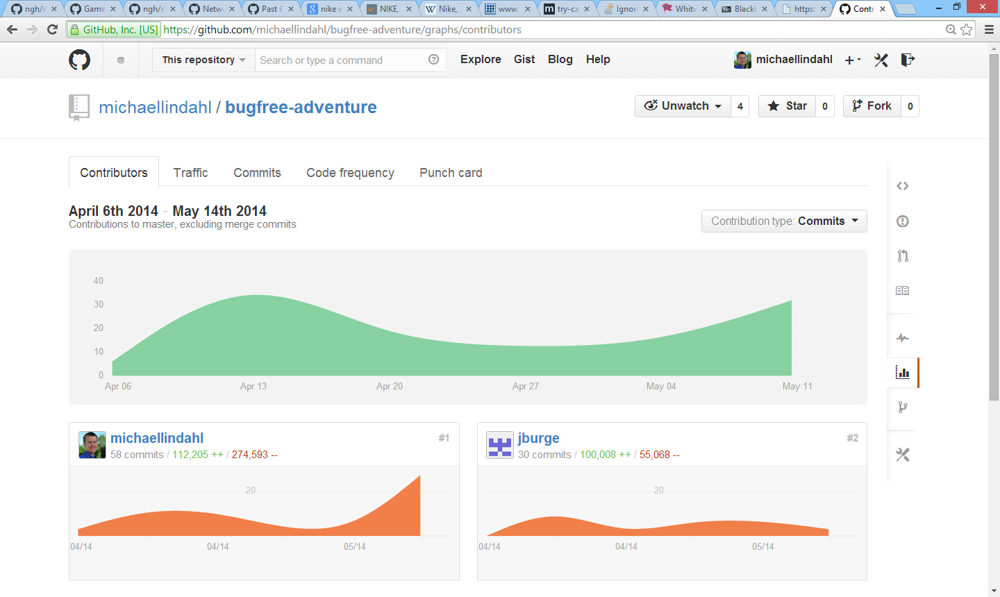 ngh/r
Game
ngh/r
Netw
Past C
nike v
NIKE,
Nike,
www.
try-ca
Ignor
Whitw
Black
https:
Contr
GitHub, Inc. [US] https://github.com/michaellindahl/bugfree-adventure/graphs/contributors
This repository Search or type a command Explore Gist Blog Help michaellindahl
michaellindahl / bugfree-adventure Unwatch 4 Star 0 Fork 0
Contributors Traffic Commits Code frequency Punch card
April 6th 2014 - May 14th 2014
Contributions to master, excluding merge commits
Contribution type: Commits
40
30
20
10
0
Apr 06 Apr 13 Apr 20 Apr 27 May 04 May 11
michaellindahl #1
58 commits / 112,205 ++ / 274,593 --
20
04/14 04/14 05/14
jburge #2
30 commits / 100,008 ++ / 55,068 --
20
04/14 04/14 05/14